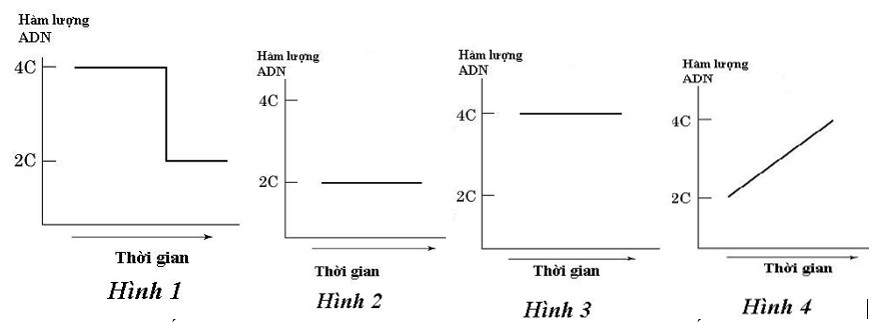 Hàm lượng
ADN
4C
2C
Thời gian
Hình 1
Hàm lượng
ADN
4C
2C
Thời gian
Hình 2
Hàm lượng
ADN
4C
2C
Thời gian
Hình 3
Hàm lượng
ADN
4C
2C
Thời gian
Hình 4